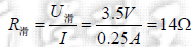 R滑 = U滑/I = 3.5V/0.25A = 14Ω